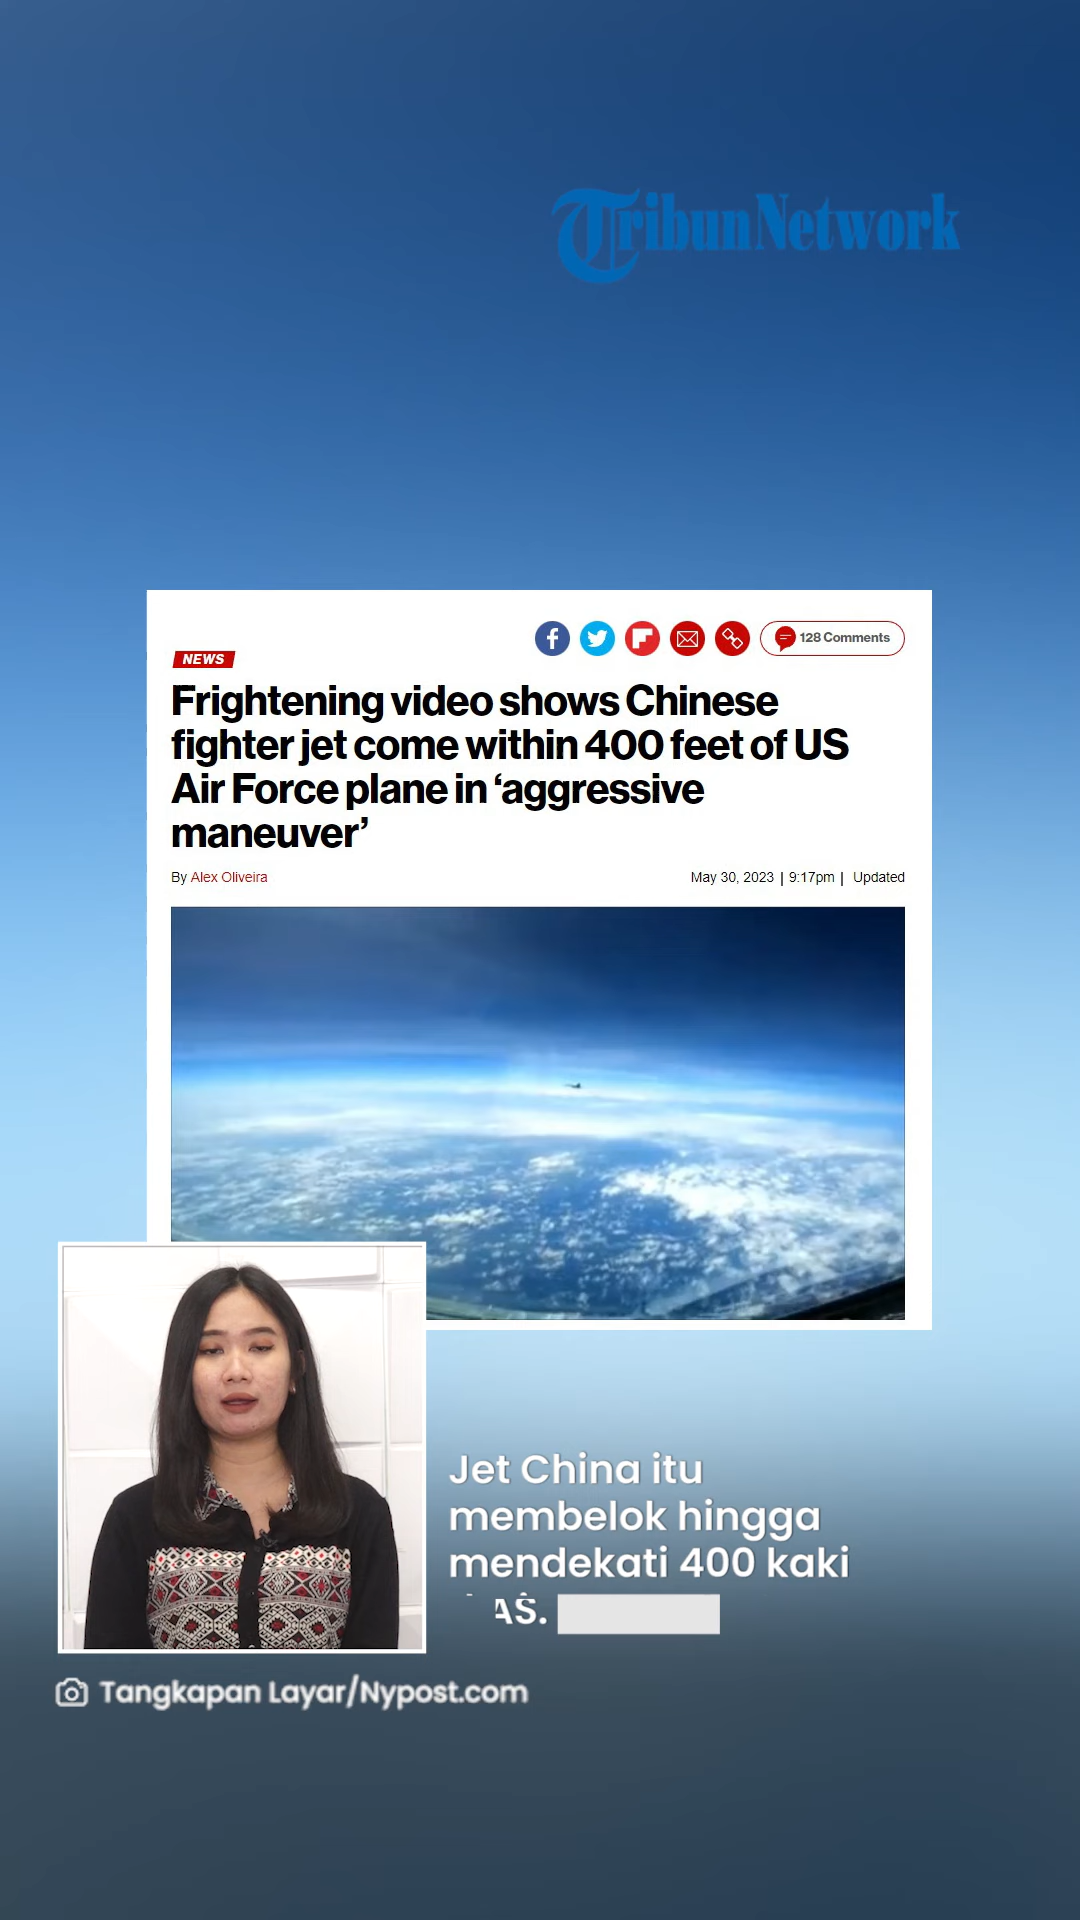 TribunNetwork
128 Comments
NEWS
Frightening video shows Chinese
fighter jet come within 400 feet of US
Air Force plane in ‘aggressive
maneuver’
By Alex Oliveira
May 30, 2023 | 9:17pm | Updated
Jet China itu
membelok hingga
mendekati 400 kaki
AS.
Tangkapan Layar/Nypost.com